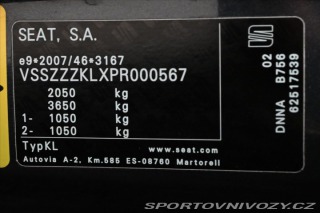 SEAT, S.A.
e9*2007/46*3167
VSSZZZKLXPR000567
2050 kg
3650 kg
1- 1050 kg
2- 1050 kg
TypKL
www.seat.com
Autovia A-2, Km.585 ES-08760 Martorell
02
DNNA B756
62517539
SPORTOVNIVOZY.CZ